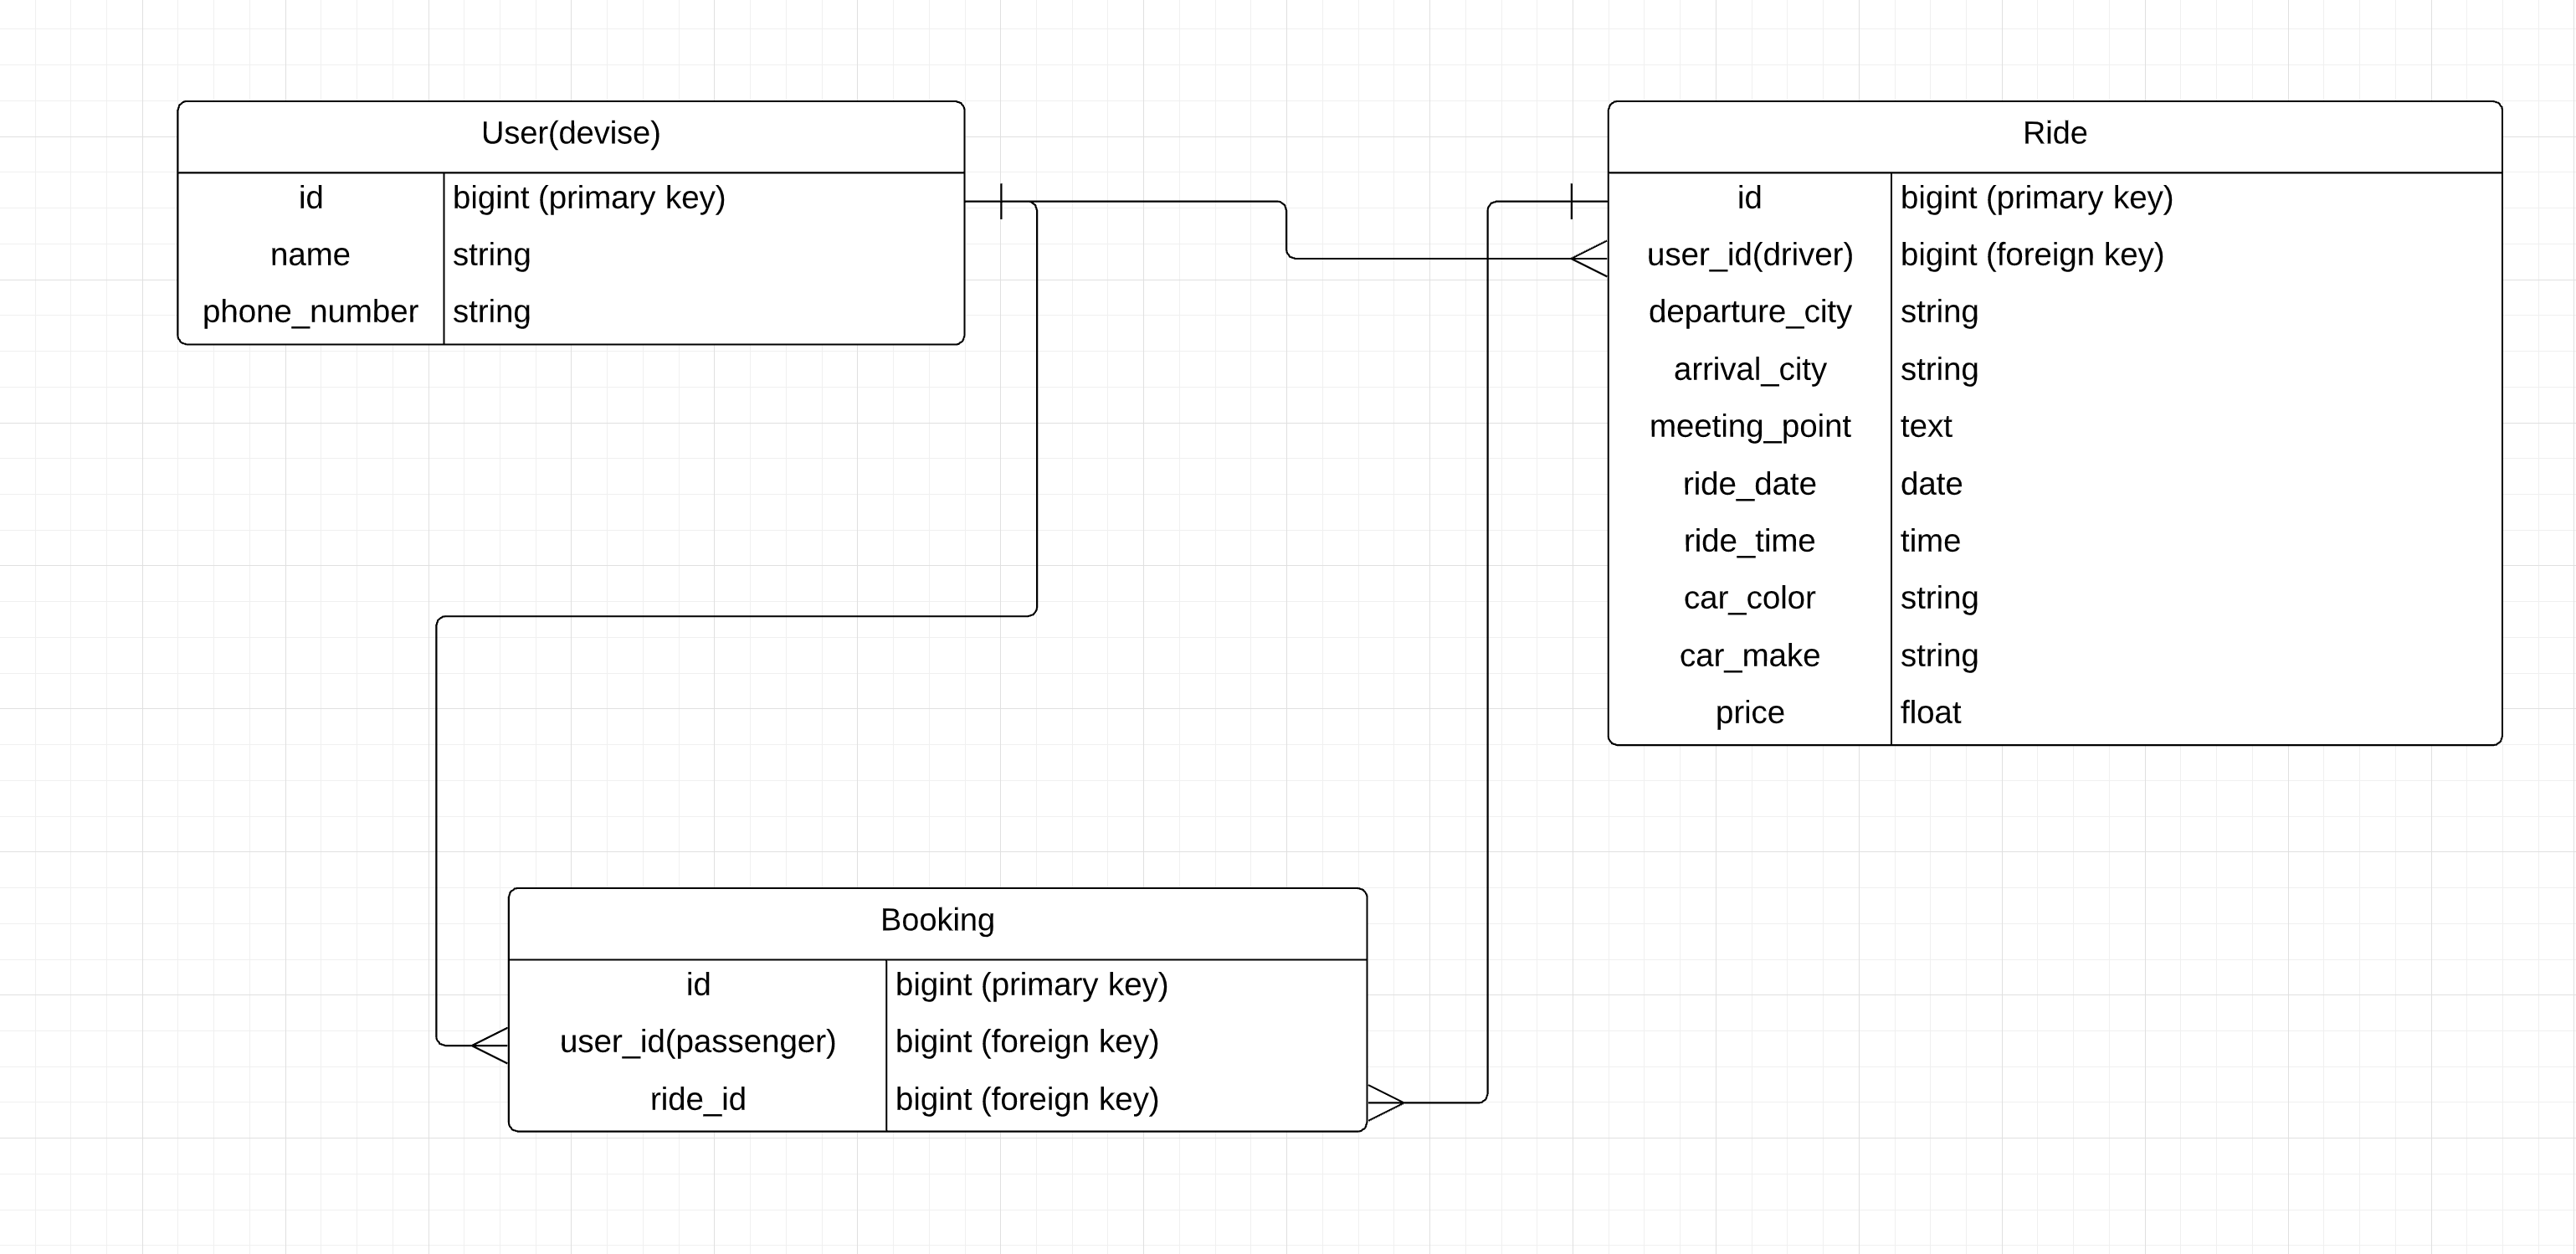 User(devise)
id bigint (primary key)
name string
phone_number string
Ride
id bigint (primary key)
user_id(driver) bigint (foreign key)
departure_city string
arrival_city string
meeting_point text
ride_date date
ride_time time
car_color string
car_make string
price float
Booking
id bigint (primary key)
user_id(passenger) bigint (foreign key)
ride_id bigint (foreign key)